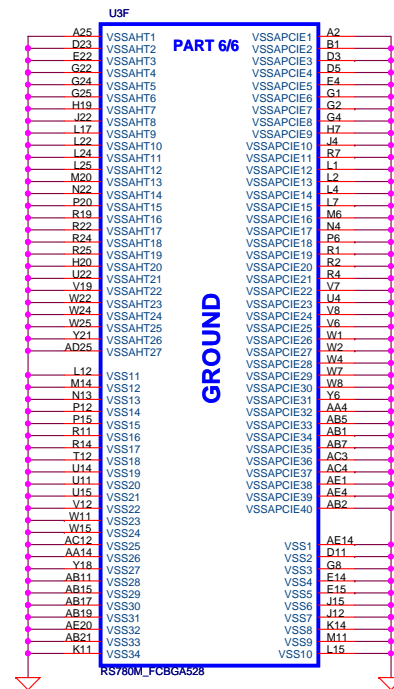 U3F
PART 6/6
A25 VSSAHT1 VSSAPCIE1 A2
D23 VSSAHT2 VSSAPCIE2 B1
E22 VSSAHT3 VSSAPCIE3 D3
G22 VSSAHT4 VSSAPCIE4 D5
G24 VSSAHT5 VSSAPCIE5 E4
G25 VSSAHT6 VSSAPCIE6 G1
H19 VSSAHT7 VSSAPCIE7 G2
J22 VSSAHT8 VSSAPCIE8 G4
L17 VSSAHT9 VSSAPCIE9 H7
L22 VSSAHT10 VSSAPCIE10 J4
L24 VSSAHT11 VSSAPCIE11 R7
L25 VSSAHT12 VSSAPCIE12 L1
M20 VSSAHT13 VSSAPCIE13 L2
N22 VSSAHT14 VSSAPCIE14 L4
P20 VSSAHT15 VSSAPCIE15 L7
R19 VSSAHT16 VSSAPCIE16 M6
R22 VSSAHT17 VSSAPCIE17 N4
R24 VSSAHT18 VSSAPCIE18 P6
R25 VSSAHT19 VSSAPCIE19 R1
H20 VSSAHT20 VSSAPCIE20 R2
U22 VSSAHT21 VSSAPCIE21 R4
V19 VSSAHT22 VSSAPCIE22 V7
W22 VSSAHT23 VSSAPCIE23 U4
W24 VSSAHT24 VSSAPCIE24 V8
W25 VSSAHT25 VSSAPCIE25 V6
Y21 VSSAHT26 VSSAPCIE26 W1
AD25 VSSAHT27 VSSAPCIE27 W2
VSSAPCIE28 W4
L12 VSS11 VSSAPCIE29 W7
M14 VSS12 VSSAPCIE30 W8
N13 VSS13 VSSAPCIE31 Y6
P12 VSS14 VSSAPCIE32 AA4
P15 VSS15 VSSAPCIE33 AB5
R11 VSS16 VSSAPCIE34 AB1
R14 VSS17 VSSAPCIE35 AB7
T12 VSS18 VSSAPCIE36 AC3
U14 VSS19 VSSAPCIE37 AC4
U11 VSS20 VSSAPCIE38 AE1
U15 VSS21 VSSAPCIE39 AE4
V12 VSS22 VSSAPCIE40 AB2
W11 VSS23
W15 VSS24
AC12 VSS25 VSS1 AE14
AA14 VSS26 VSS2 D11
Y18 VSS27 VSS3 G8
AB11 VSS28 VSS4 E14
AB15 VSS29 VSS5 E15
AB17 VSS30 VSS6 J15
AB19 VSS31 VSS7 J12
AE20 VSS32 VSS8 K14
AB21 VSS33 VSS9 M11
K11 VSS34 VSS10 L15
GROUND
RS780M_FCBGA528